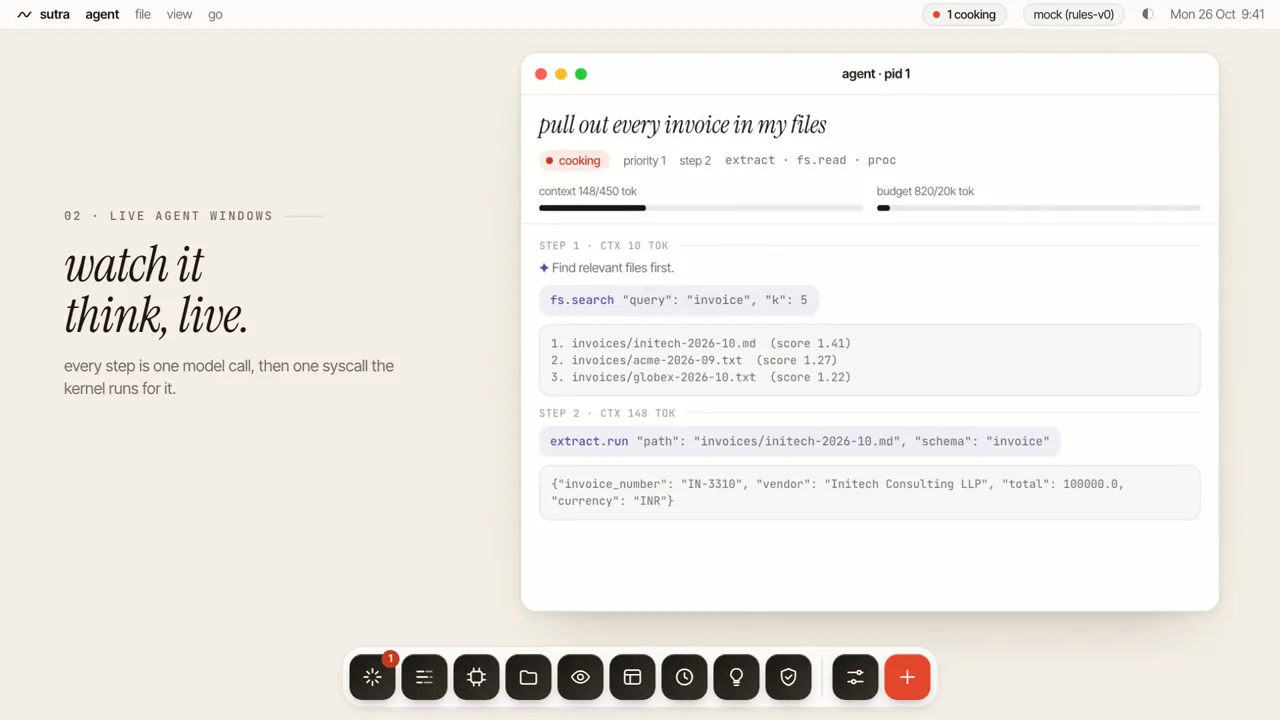 sutra agent file view go 1 cooking mock (rules-v0) Mon 26 Oct 9:41
agent · pid 1
pull out every invoice in my files
cooking priority 1 step 2 extract · fs.read · proc
context 148/450 tok budget 820/20k tok
02 · LIVE AGENT WINDOWS
watch it
think, live.
every step is one model call, then one syscall the
kernel runs for it.
STEP 1 · CTX 10 TOK
Find relevant files first.
fs.search "query": "invoice", "k": 5
1. invoices/initech-2026-10.md (score 1.41)
2. invoices/acme-2026-09.txt (score 1.27)
3. invoices/globex-2026-10.txt (score 1.22)
STEP 2 · CTX 148 TOK
extract.run "path": "invoices/initech-2026-10.md", "schema": "invoice"
{"invoice_number": "IN-3310", "vendor": "Initech Consulting LLP", "total": 100000.0,
"currency": "INR"}
1